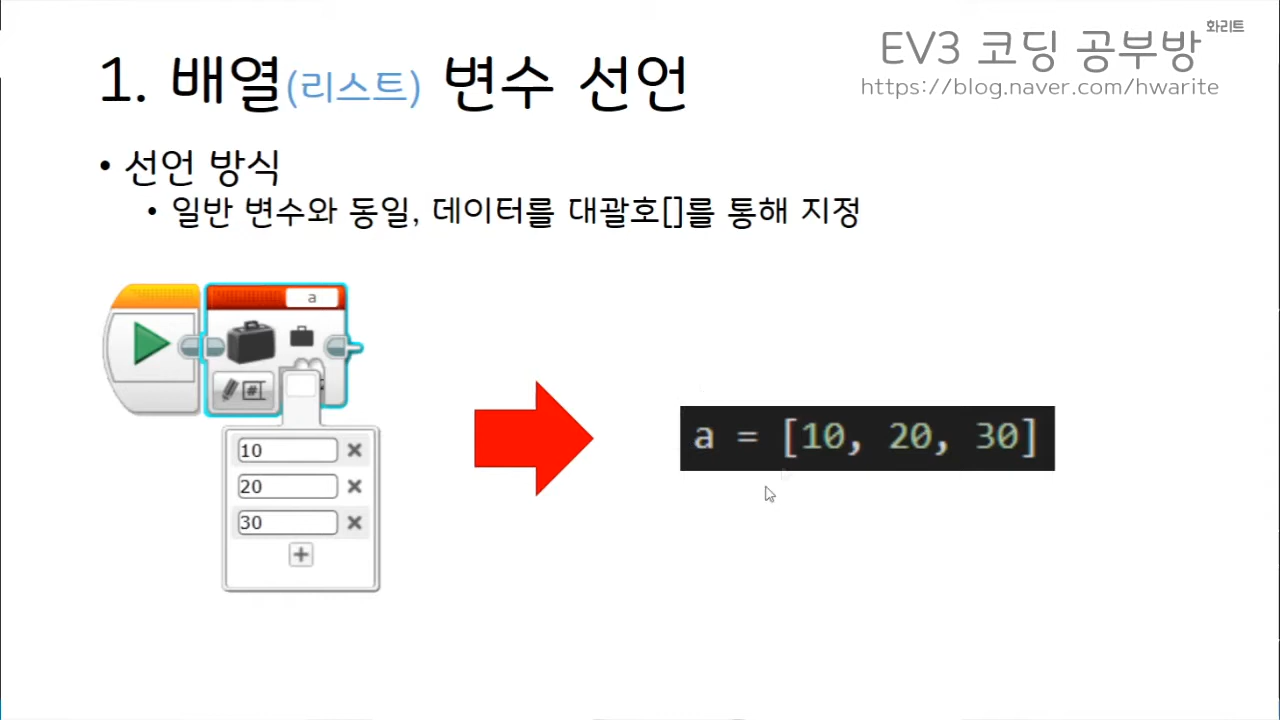 화리트
EV3 코딩 공부방
https://blog.naver.com/hwarite
1. 배열(리스트) 변수 선언
• 선언 방식
• 일반 변수와 동일, 데이터를 대괄호[]를 통해 지정
a
#
10
20
30
a = [10, 20, 30]